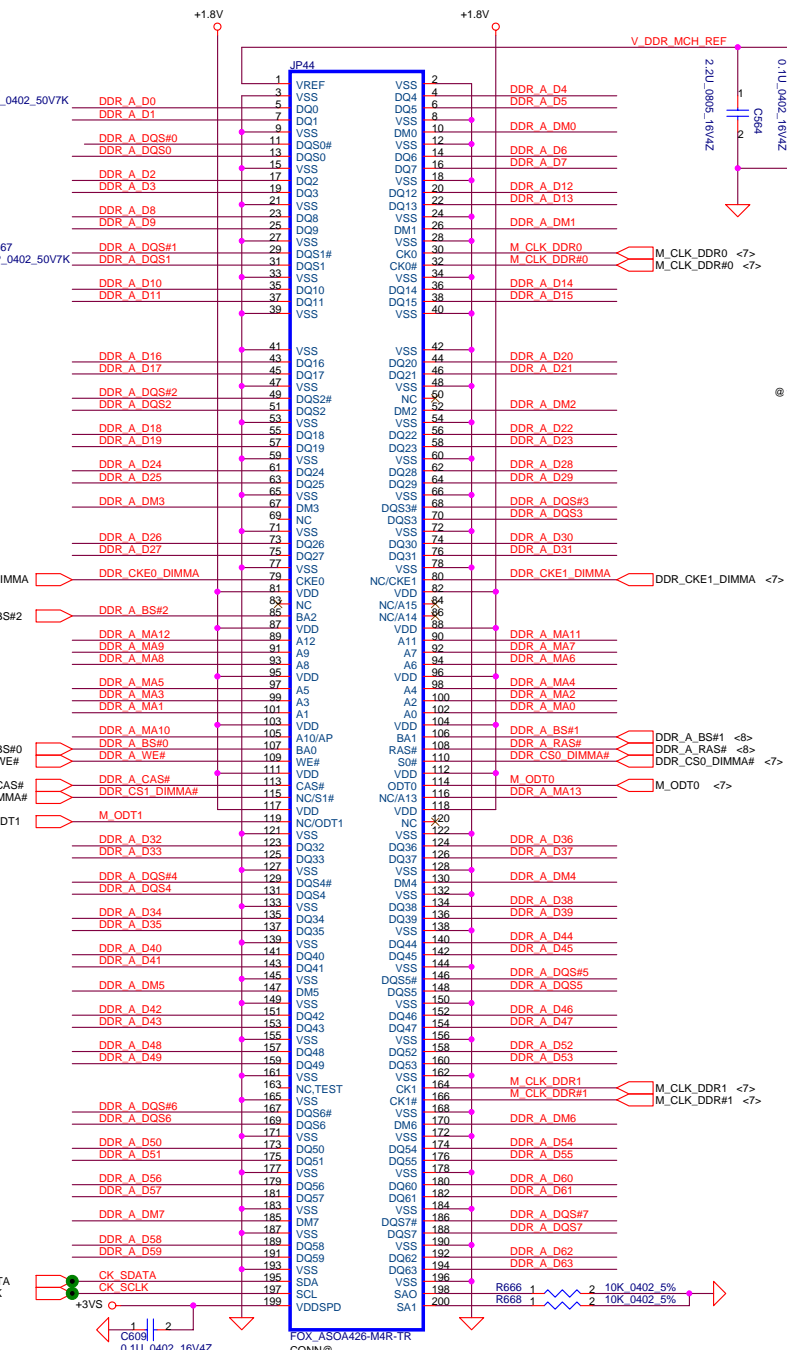 +1.8V +1.8V
V_DDR_MCH_REF
JP44
2.2U_0805_16V4Z
1 C564 2
0.1U_0402_16V4Z
1 VREF VSS 2
3 VSS DQ4 4 DDR_A_D4
_0402_50V7K DDR_A_D0 5 DQ0 DQ5 6 DDR_A_D5
DDR_A_D1 7 DQ1 VSS 8
9 VSS DM0 10 DDR_A_DM0
DDR_A_DQS#0 11 DQS0# VSS 12
DDR_A_DQS0 13 DQS0 DQ6 14 DDR_A_D6
15 VSS DQ7 16 DDR_A_D7
DDR_A_D2 17 DQ2 VSS 18
DDR_A_D3 19 DQ3 DQ12 20 DDR_A_D12
21 VSS DQ13 22 DDR_A_D13
DDR_A_D8 23 DQ8 VSS 24
DDR_A_D9 25 DQ9 DM1 26 DDR_A_DM1
67 27 VSS VSS 28
DDR_A_DQS#1 29 DQS1# CK0 30 M_CLK_DDR0 M_CLK_DDR0 <7>
_0402_50V7K DDR_A_DQS1 31 DQS1 CK0# 32 M_CLK_DDR#0 M_CLK_DDR#0 <7>
33 VSS VSS 34
DDR_A_D10 35 DQ10 DQ14 36 DDR_A_D14
DDR_A_D11 37 DQ11 DQ15 38 DDR_A_D15
39 VSS VSS 40
41 VSS VSS 42
DDR_A_D16 43 DQ16 DQ20 44 DDR_A_D20
DDR_A_D17 45 DQ17 DQ21 46 DDR_A_D21
47 VSS VSS 48
@
DDR_A_DQS#2 49 DQS2# NC 50
DDR_A_DQS2 51 DQS2 DM2 52 DDR_A_DM2
53 VSS VSS 54
DDR_A_D18 55 DQ18 DQ22 56 DDR_A_D22
DDR_A_D19 57 DQ19 DQ23 58 DDR_A_D23
59 VSS VSS 60
DDR_A_D24 61 DQ24 DQ28 62 DDR_A_D28
DDR_A_D25 63 DQ25 DQ29 64 DDR_A_D29
65 VSS VSS 66
DDR_A_DM3 67 DM3 DQS3# 68 DDR_A_DQS#3
69 NC DQS3 70 DDR_A_DQS3
71 VSS VSS 72
DDR_A_D26 73 DQ26 DQ30 74 DDR_A_D30
DDR_A_D27 75 DQ27 DQ31 76 DDR_A_D31
77 VSS VSS 78
IMMA DDR_CKE0_DIMMA 79 CKE0 NC/CKE1 80 DDR_CKE1_DIMMA DDR_CKE1_DIMMA <7>
81 VDD VDD 82
83 NC NC/A15 84
BS#2 DDR_A_BS#2 85 BA2 NC/A14 86
87 VDD VDD 88
DDR_A_MA12 89 A12 A11 90 DDR_A_MA11
DDR_A_MA9 91 A9 A7 92 DDR_A_MA7
DDR_A_MA8 93 A8 A6 94 DDR_A_MA6
95 VDD VDD 96
DDR_A_MA5 97 A5 A4 98 DDR_A_MA4
DDR_A_MA3 99 A3 A2 100 DDR_A_MA2
DDR_A_MA1 101 A1 A0 102 DDR_A_MA0
103 VDD VDD 104
DDR_A_MA10 105 A10/AP BA1 106 DDR_A_BS#1 DDR_A_BS#1 <8>
BS#0 DDR_A_BS#0 107 BA0 RAS# 108 DDR_A_RAS# DDR_A_RAS# <8>
WE# DDR_A_WE# 109 WE# S0# 110 DDR_CS0_DIMMA# DDR_CS0_DIMMA# <7>
111 VDD VDD 112
CAS# DDR_A_CAS# 113 CAS# ODT0 114 M_ODT0 M_ODT0 <7>
MMA# DDR_CS1_DIMMA# 115 NC/S1# NC/A13 116 DDR_A_MA13
117 VDD VDD 118
DT1 M_ODT1 119 NC/ODT1 NC 120
121 VSS VSS 122
DDR_A_D32 123 DQ32 DQ36 124 DDR_A_D36
DDR_A_D33 125 DQ33 DQ37 126 DDR_A_D37
127 VSS VSS 128
DDR_A_DQS#4 129 DQS4# DM4 130 DDR_A_DM4
DDR_A_DQS4 131 DQS4 VSS 132
133 VSS DQ38 134 DDR_A_D38
DDR_A_D34 135 DQ34 DQ39 136 DDR_A_D39
DDR_A_D35 137 DQ35 VSS 138
139 VSS DQ44 140 DDR_A_D44
DDR_A_D40 141 DQ40 DQ45 142 DDR_A_D45
DDR_A_D41 143 DQ41 VSS 144
145 VSS DQS5# 146 DDR_A_DQS#5
DDR_A_DM5 147 DM5 DQS5 148 DDR_A_DQS5
149 VSS VSS 150
DDR_A_D42 151 DQ42 DQ46 152 DDR_A_D46
DDR_A_D43 153 DQ43 DQ47 154 DDR_A_D47
155 VSS VSS 156
DDR_A_D48 157 DQ48 DQ52 158 DDR_A_D52
DDR_A_D49 159 DQ49 DQ53 160 DDR_A_D53
161 VSS VSS 162
163 NC,TEST CK1 164 M_CLK_DDR1 M_CLK_DDR1 <7>
165 VSS CK1# 166 M_CLK_DDR#1 M_CLK_DDR#1 <7>
DDR_A_DQS#6 167 DQS6# VSS 168
DDR_A_DQS6 169 DQS6 DM6 170 DDR_A_DM6
171 VSS VSS 172
DDR_A_D50 173 DQ50 DQ54 174 DDR_A_D54
DDR_A_D51 175 DQ51 DQ55 176 DDR_A_D55
177 VSS VSS 178
DDR_A_D56 179 DQ56 DQ60 180 DDR_A_D60
DDR_A_D57 181 DQ57 DQ61 182 DDR_A_D61
183 VSS VSS 184
DDR_A_DM7 185 DM7 DQS7# 186 DDR_A_DQS#7
187 VSS DQS7 188 DDR_A_DQS7
DDR_A_D58 189 DQ58 VSS 190
DDR_A_D59 191 DQ59 DQ62 192 DDR_A_D62
193 VSS DQ63 194 DDR_A_D63
TA CK_SDATA 195 SDA VSS 196
K CK_SCLK 197 SCL SAO 198 R666 1 2 10K_0402_5%
+3VS 199 VDDSPD SA1 200 R668 1 2 10K_0402_5%
1 2
C609
0.1U_0402_16V4Z
FOX_ASOA426-M4R-TR
CONN@